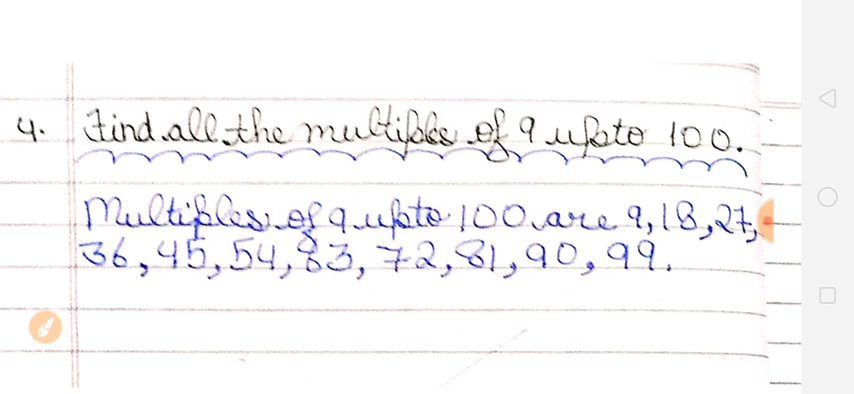 4. Find all the multiples of 9 upto 100.
Multiples of 9 upto 100 are 9, 18, 27,
36, 45, 54, 83, 72, 81, 90, 99.